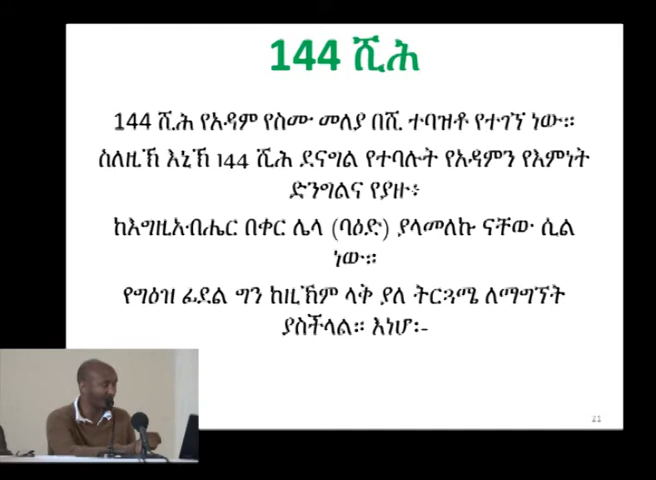 144 ሺሕ
144 ሺሕ የአዳም የስሙ መለያ በሺ ተባዝቶ የተገኘ ነው።
ስለዚኽ እኒኽ 144 ሺሕ ደናግል የተባሉት የአዳምን የእምነት
ድንግልና የያዙ፥
ከእግዚአብሔር በቀር ሌላ (ባዕድ) ያላመለኩ ናቸው ሲል
ነው።
የግዕዝ ፊደል ግን ከዚኽም ላቅ ያለ ትርጓሜ ለማግኘት
ያስችላል። እነሆ፡-
21